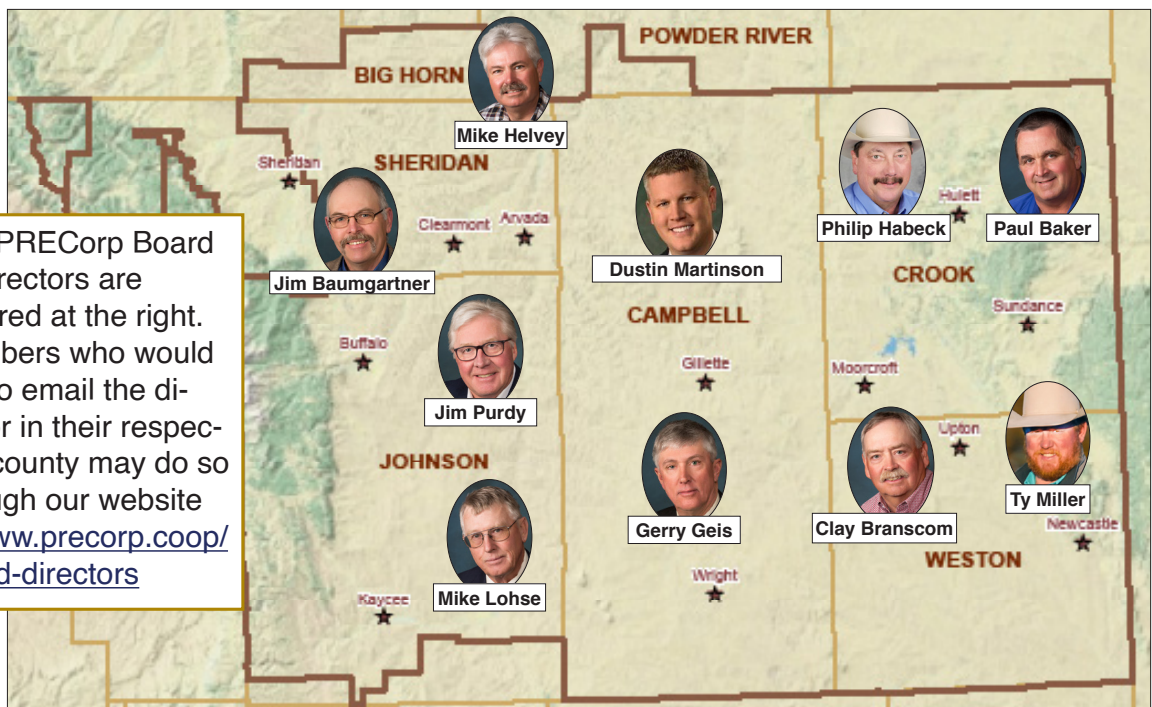 POWDER RIVER
BIG HORN
Mike Helvey
Sheridan
SHERIDAN
Philip Habeck
Hulett
Paul Baker
Clearmont
Arvada
Jim Baumgartner
Dustin Martinson
CROOK
PRECorp Board
rectors are
red at the right.
bers who would
o email the di-
r in their respec-
county may do so
ugh our website
ww.precorp.coop/
d-directors
CAMPBELL
Sundance
Buffalo
Jim Purdy
Gillette
Moorcroft
JOHNSON
Upton
Gerry Geis
Clay Branscom
Ty Miller
Newcastle
WESTON
Kaycee
Mike Lohse
Wright